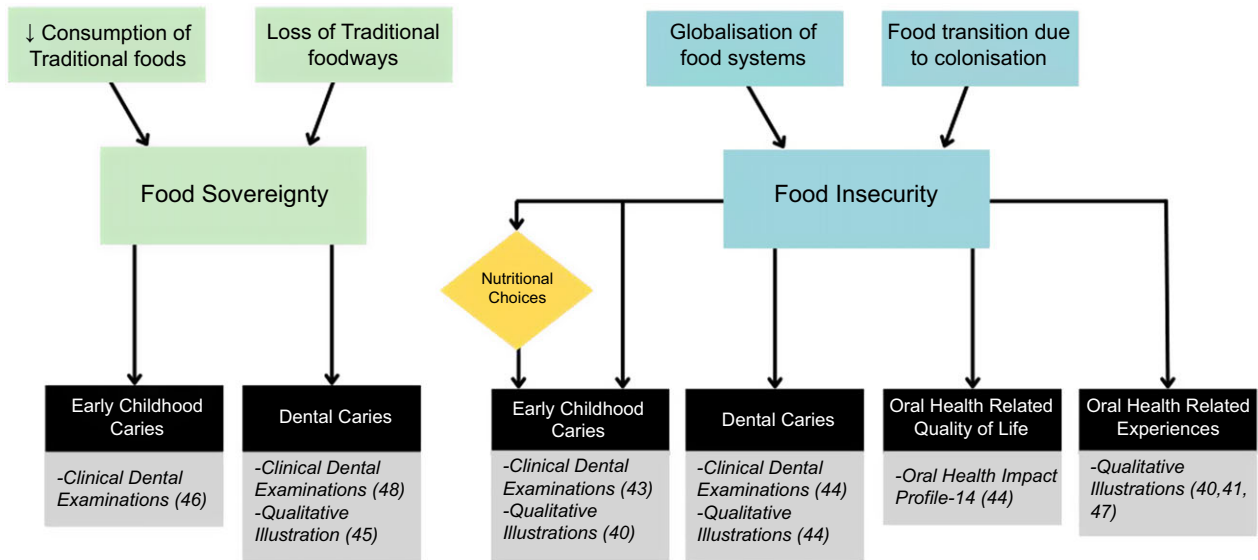 ↓ Consumption of
Traditional foods
Loss of Traditional
foodways
Globalisation of
food systems
Food transition due
to colonisation
Food Sovereignty
Food Insecurity
Nutritional
Choices
Early Childhood
Caries
-Clinical Dental
Examinations (46)
Dental Caries
-Clinical Dental
Examinations (48)
-Qualitative
Illustration (45)
Early Childhood
Caries
-Clinical Dental
Examinations (43)
-Qualitative
Illustrations (40)
Dental Caries
-Clinical Dental
Examinations (44)
-Qualitative
Illustrations (44)
Oral Health Related
Quality of Life
-Oral Health Impact
Profile-14 (44)
Oral Health Related
Experiences
-Qualitative
Illustrations (40,41,
47)